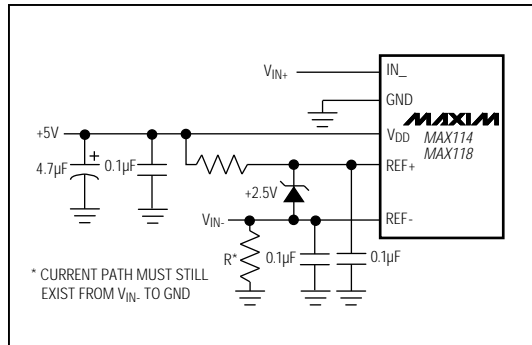 VIN+
IN_
GND
MAXIM
MAX114
MAX118
+5V
VDD
4.7µF
+
0.1µF
REF+
+2.5V
VIN-
REF-
R*
0.1µF
0.1µF
* CURRENT PATH MUST STILL
EXIST FROM VIN- TO GND